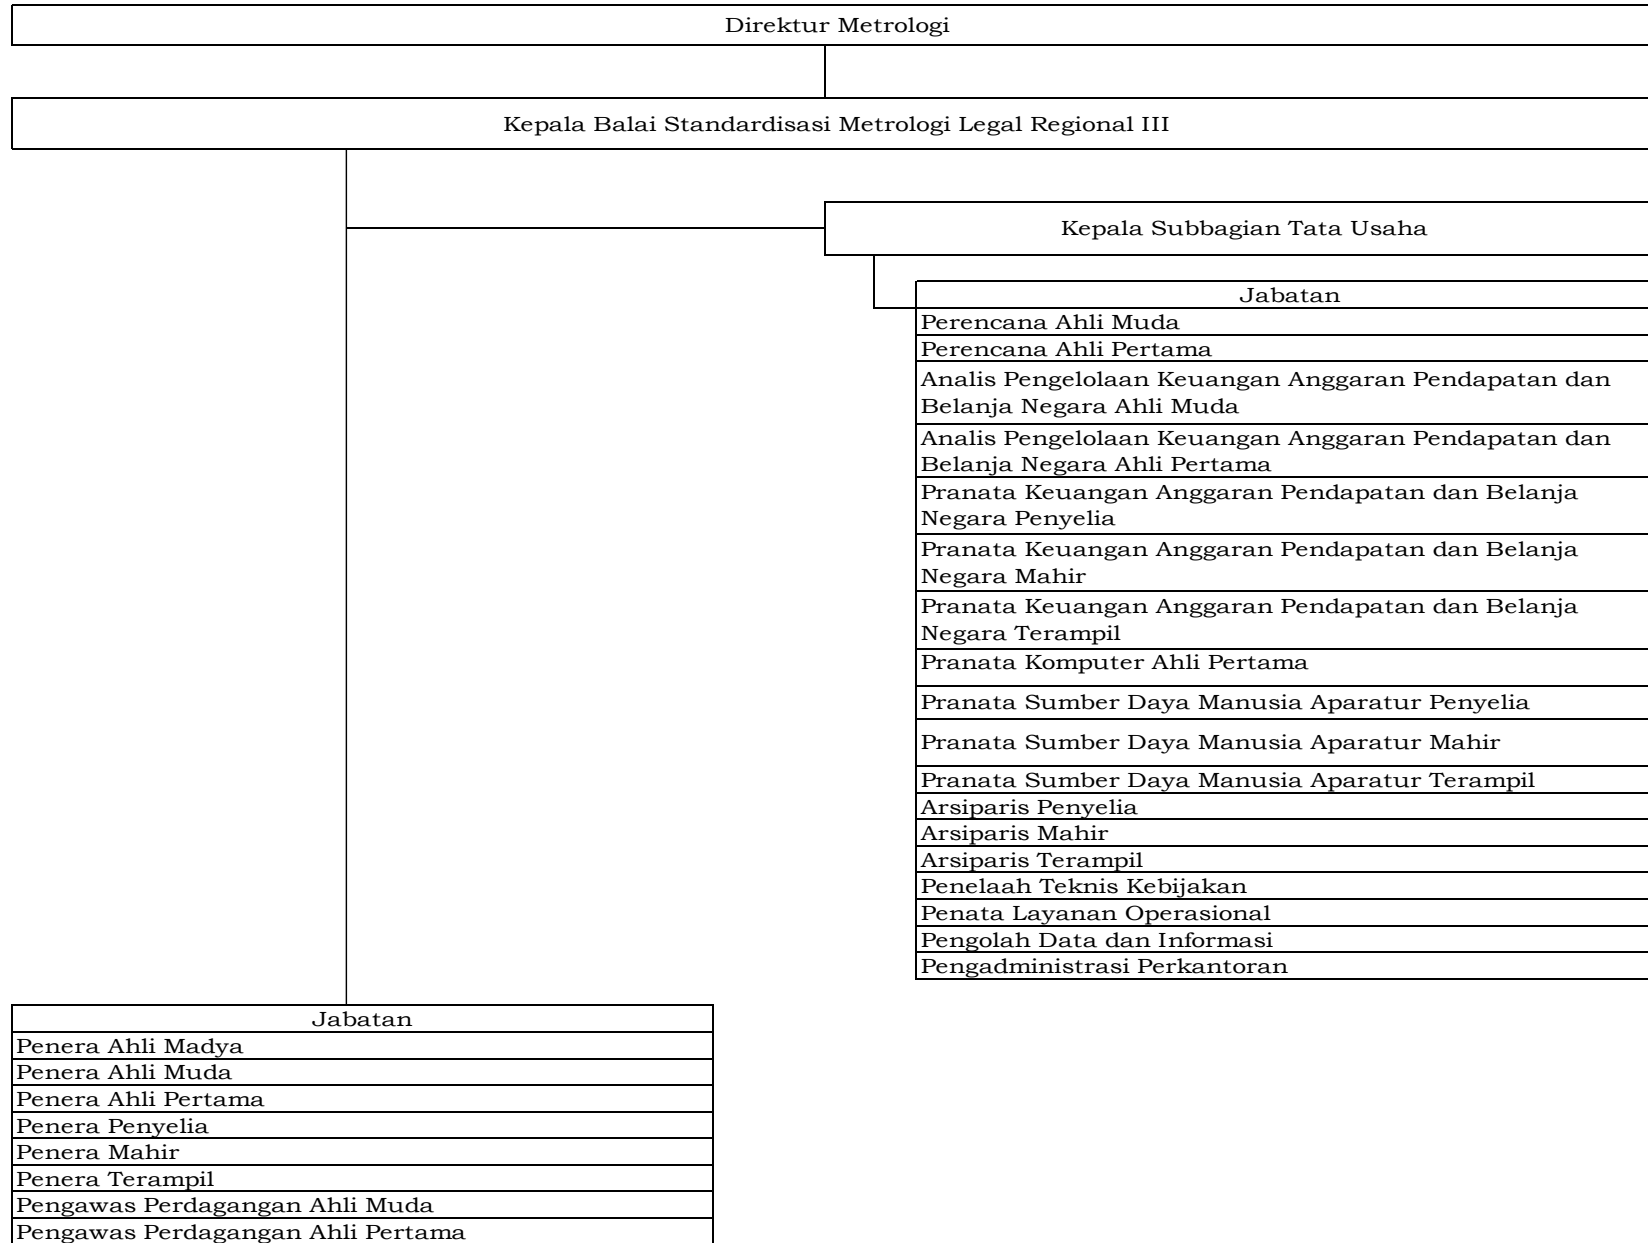 Direktur Metrologi
Kepala Balai Standardisasi Metrologi Legal Regional III
Kepala Subbagian Tata Usaha
Jabatan
Perencana Ahli Muda
Perencana Ahli Pertama
Analis Pengelolaan Keuangan Anggaran Pendapatan dan
Belanja Negara Ahli Muda
Analis Pengelolaan Keuangan Anggaran Pendapatan dan
Belanja Negara Ahli Pertama
Pranata Keuangan Anggaran Pendapatan dan Belanja
Negara Penyelia
Pranata Keuangan Anggaran Pendapatan dan Belanja
Negara Mahir
Pranata Keuangan Anggaran Pendapatan dan Belanja
Negara Terampil
Pranata Komputer Ahli Pertama
Pranata Sumber Daya Manusia Aparatur Penyelia
Pranata Sumber Daya Manusia Aparatur Mahir
Pranata Sumber Daya Manusia Aparatur Terampil
Arsiparis Penyelia
Arsiparis Mahir
Arsiparis Terampil
Penelaah Teknis Kebijakan
Penata Layanan Operasional
Pengolah Data dan Informasi
Pengadministrasi Perkantoran
Jabatan
Penera Ahli Madya
Penera Ahli Muda
Penera Ahli Pertama
Penera Penyelia
Penera Mahir
Penera Terampil
Pengawas Perdagangan Ahli Muda
Pengawas Perdagangan Ahli Pertama